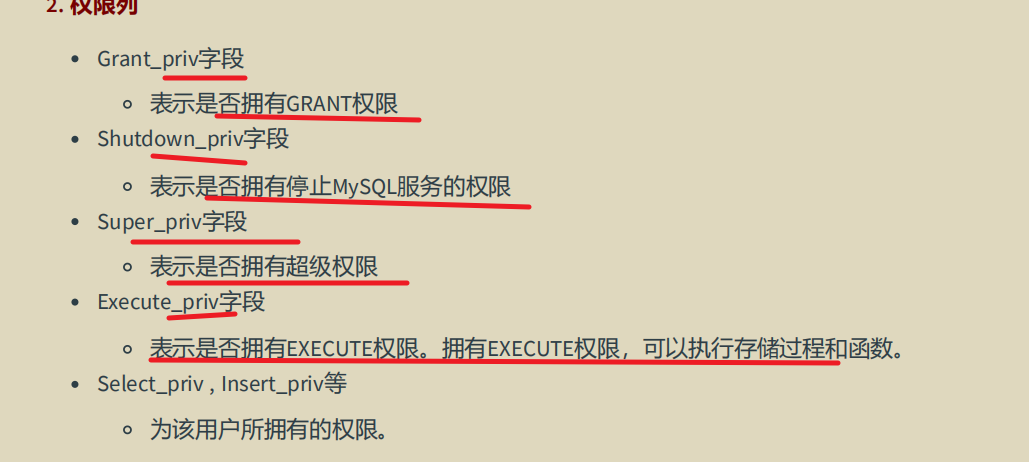 2. 权限列
Grant_priv字段
表示是否拥有GRANT权限
Shutdown_priv字段
表示是否拥有停止MySQL服务的权限
Super_priv字段
表示是否拥有超级权限
Execute_priv字段
表示是否拥有EXECUTE权限。拥有EXECUTE权限，可以执行存储过程和函数。
Select_priv , Insert_priv等
为该用户所拥有的权限。